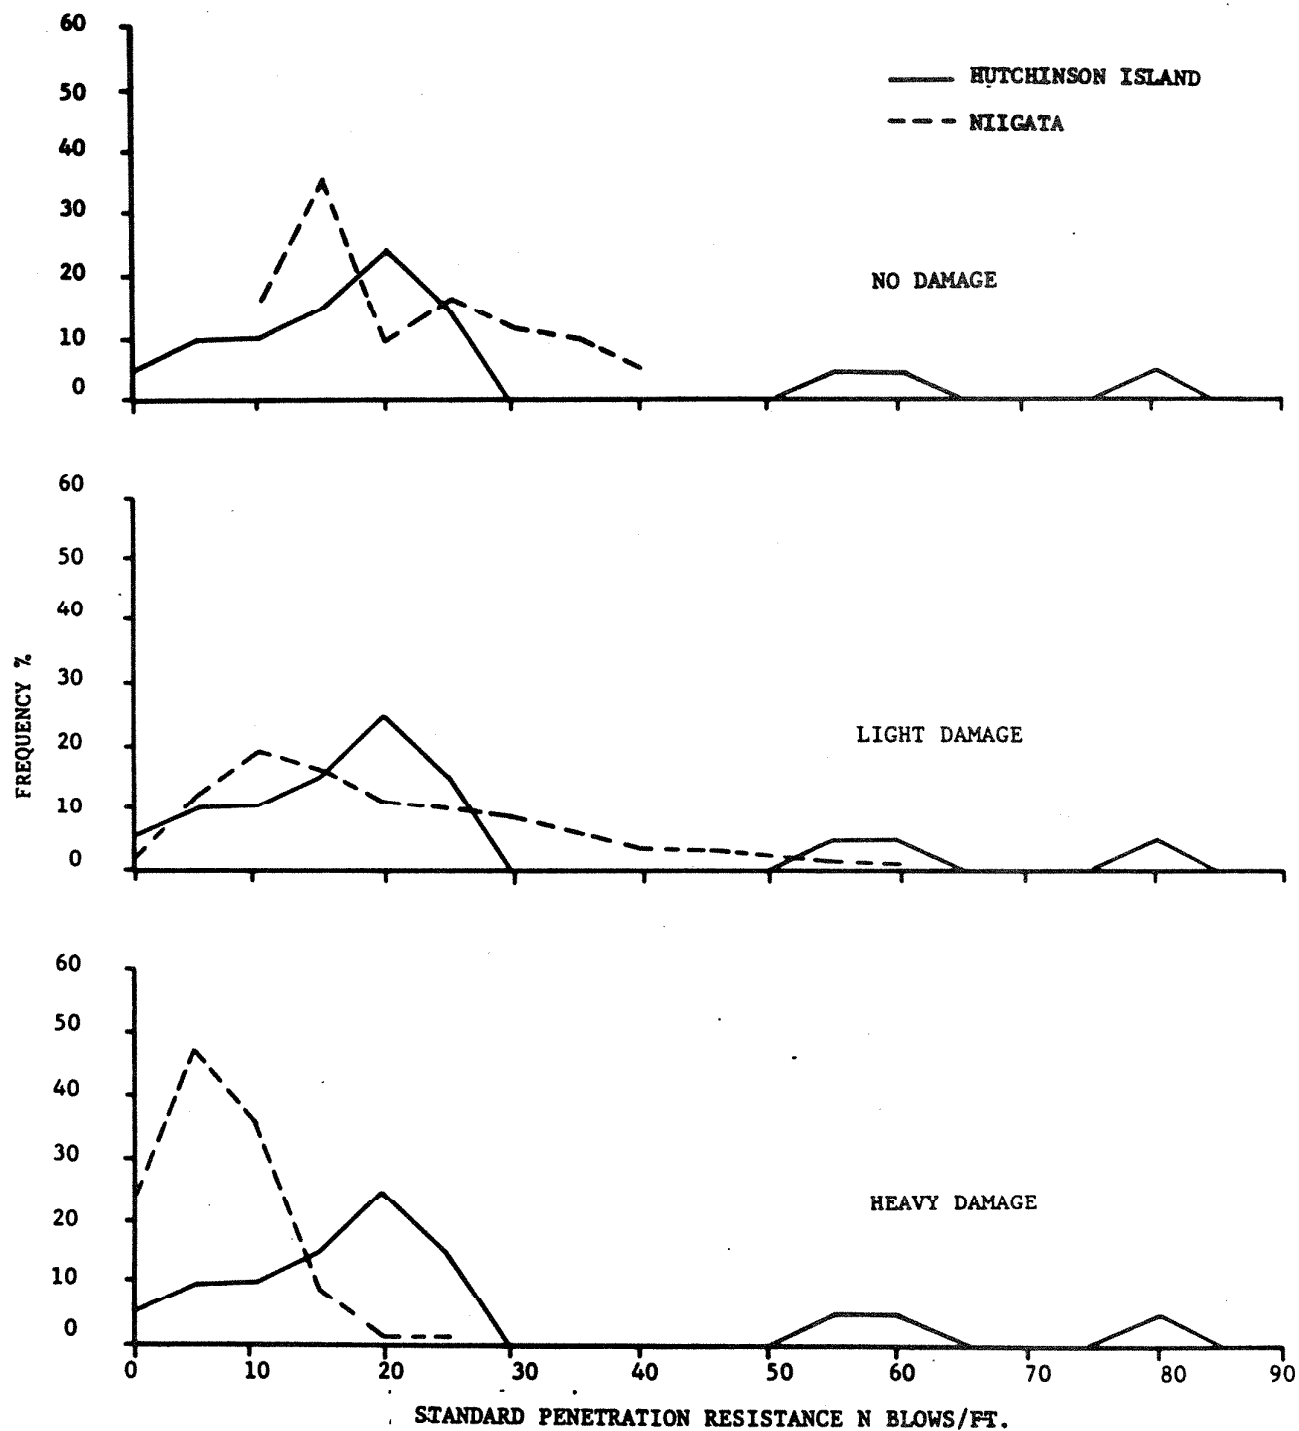 60
50
40
30
20
10
0
HUTCHINSON ISLAND
NIIGATA
NO DAMAGE
60
50
40
30
20
10
0
LIGHT DAMAGE
FREQUENCY %
60
50
40
30
20
10
0
HEAVY DAMAGE
0 10 20 30 40 50 60 70 80 90
STANDARD PENETRATION RESISTANCE N BLOWS/FT.